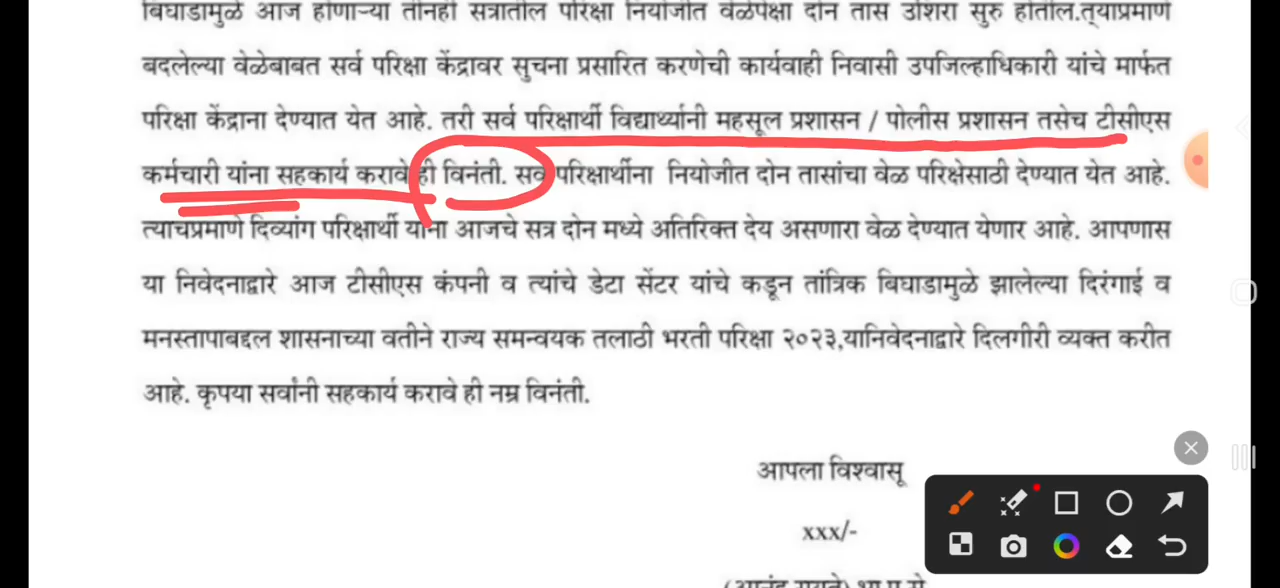 बिघाडामुळे आज होणाऱ्या तीनही सत्रातील परिक्षा नियोजीत वेळेपेक्षा दोन तास उशिरा सुरु होतील.त्याप्रमाणे
बदलेल्या वेळेबाबत सर्व परिक्षा केंद्रावर सुचना प्रसारित करणेची कार्यवाही निवासी उपजिल्हाधिकारी यांचे मार्फत
परिक्षा केंद्राना देण्यात येत आहे. तरी सर्व परिक्षार्थी विद्यार्थ्यांनी महसूल प्रशासन / पोलीस प्रशासन तसेच टीसीएस
कर्मचारी यांना सहकार्य करावे ही विनंती. सर्व परिक्षार्थीना नियोजीत दोन तासांचा वेळ परिक्षेसाठी देण्यात येत आहे.
त्याचप्रमाणे दिव्यांग परिक्षार्थी यांना आजचे सत्र दोन मध्ये अतिरिक्त देय असणारा वेळ देण्यात येणार आहे. आपणास
या निवेदनाद्वारे आज टीसीएस कंपनी व त्यांचे डेटा सेंटर यांचे कडून तांत्रिक बिघाडामुळे झालेल्या दिरंगाई व
मनस्तापाबद्दल शासनाच्या वतीने राज्य समन्वयक तलाठी भरती परिक्षा २०२३,यानिवेदनाद्वारे दिलगीरी व्यक्त करीत
आहे. कृपया सर्वांनी सहकार्य करावे ही नम्र विनंती.
आपला विश्वासू
xxx/-